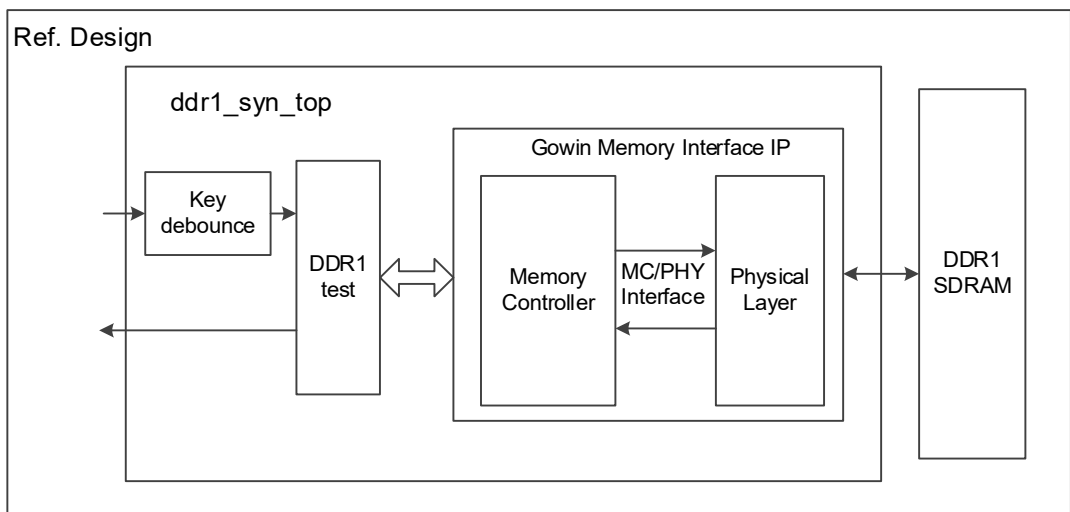 Ref. Design
ddr1_syn_top
Gowin Memory Interface IP
Key
debounce
DDR1
test
Memory
Controller
MC/PHY
Interface
Physical
Layer
DDR1
SDRAM